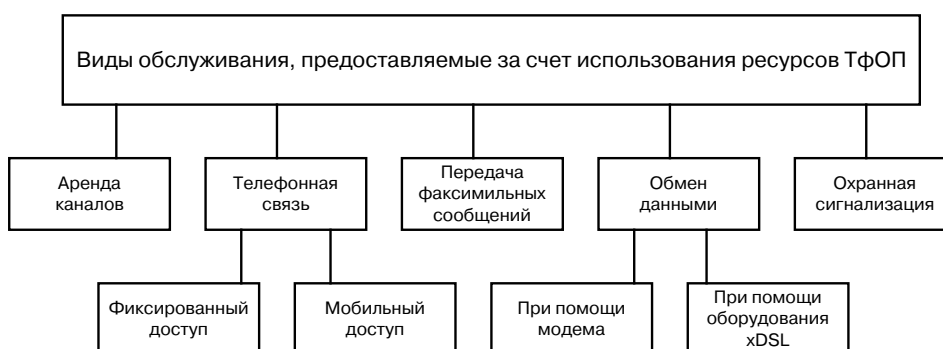 Виды обслуживания, предоставляемые за счет использования ресурсов ТфОП
Аренда
каналов
Телефонная
связь
Передача
факсимильных
сообщений
Обмен
данными
Охранная
сигнализация
Фиксированный
доступ
Мобильный
доступ
При помощи
модема
При помощи
оборудования
xDSL